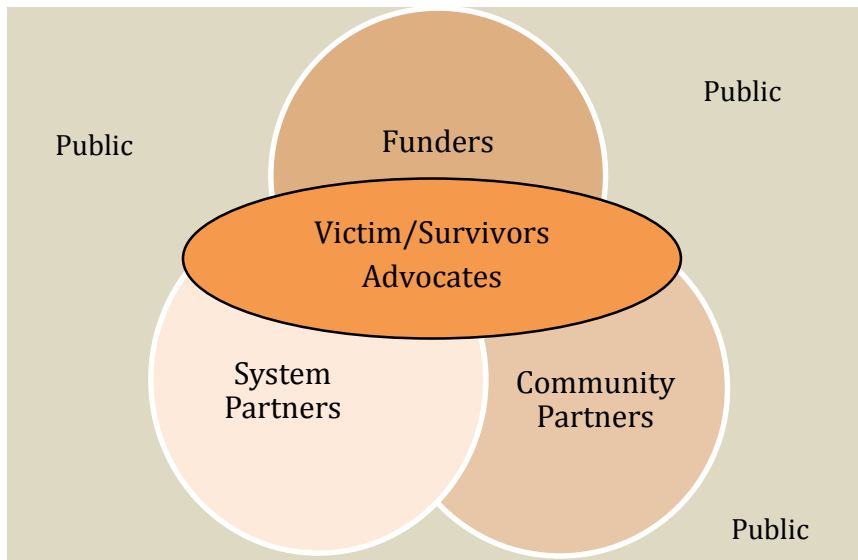 Public
Public
Funders
Victim/Survivors
Advocates
System
Partners
Community
Partners
Public